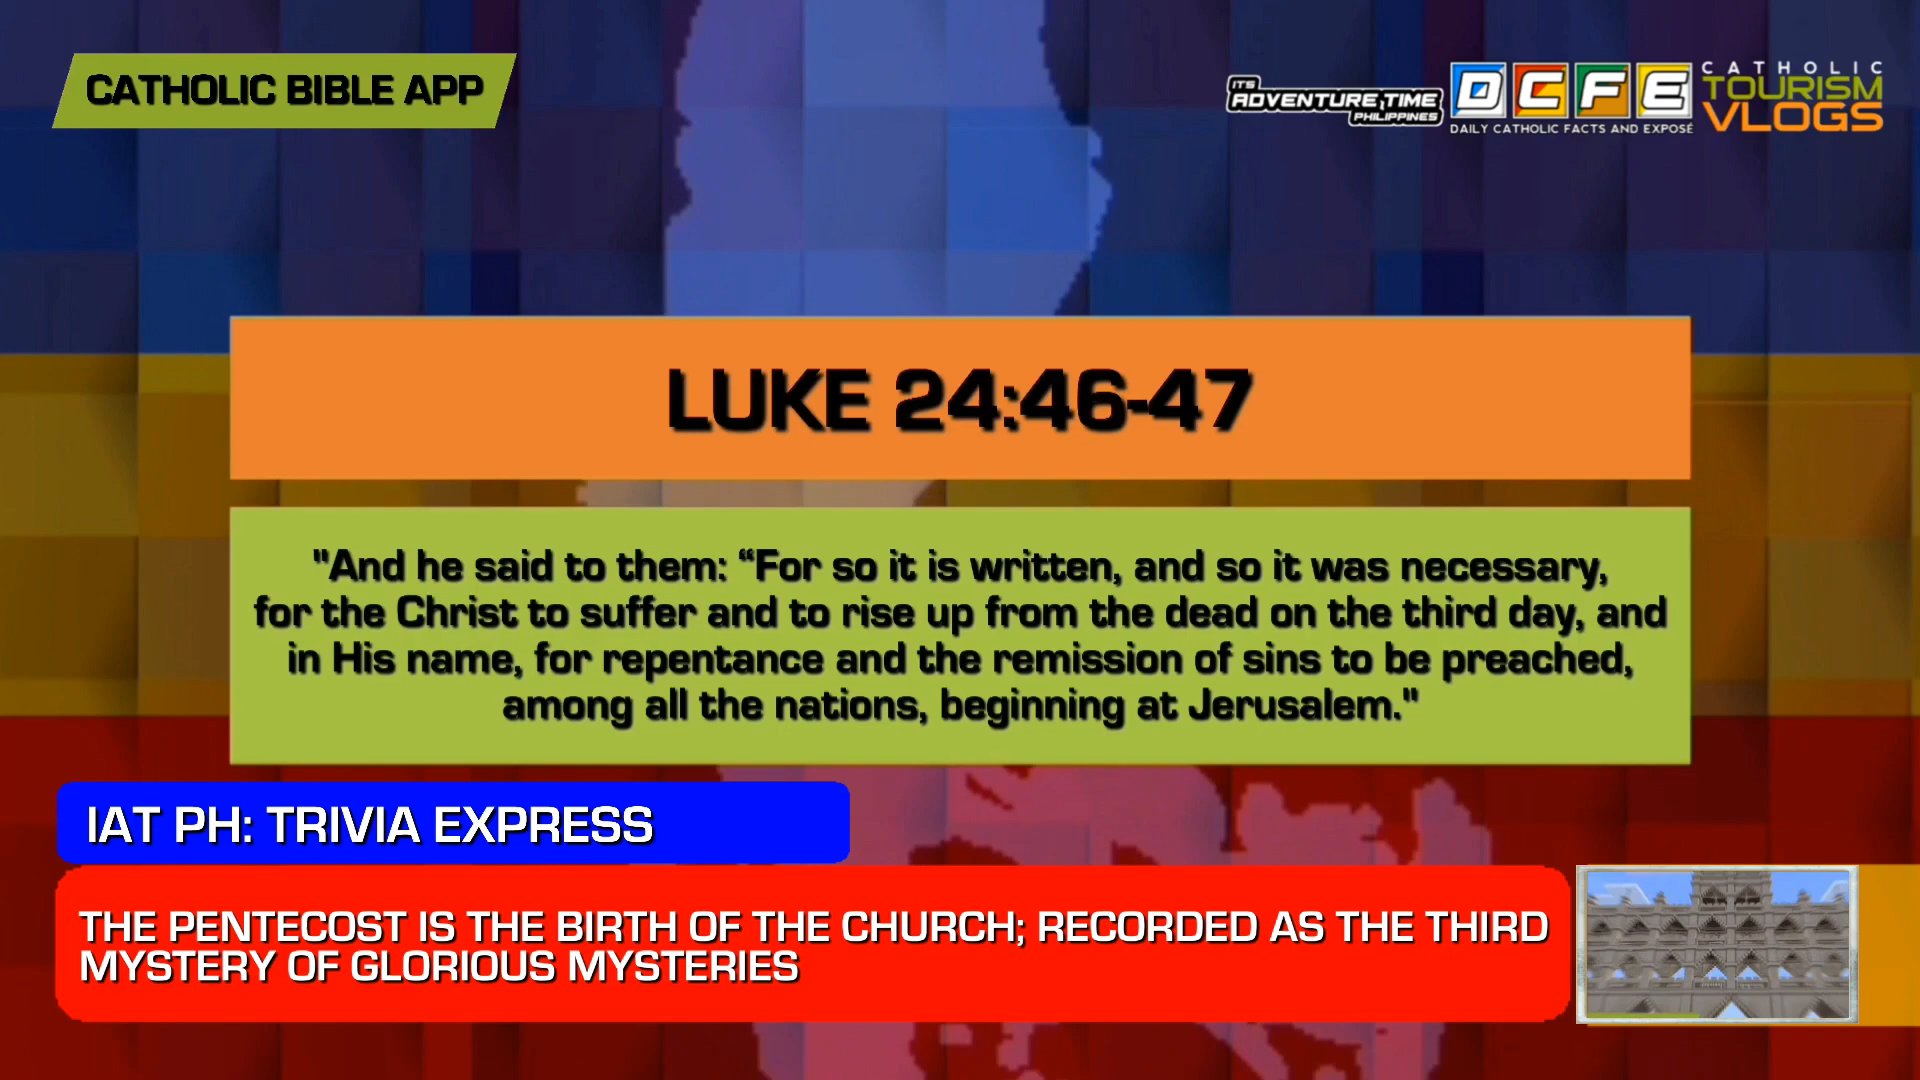 CATHOLIC BIBLE APP
IT'S
ADVENTURE TIME
PHILIPPINES
DCFE
DAILY CATHOLIC FACTS AND EXPOSÉ
CATHOLIC
TOURISM
VLOGS
LUKE 24:46-47
"And he said to them: “For so it is written, and so it was necessary,
for the Christ to suffer and to rise up from the dead on the third day, and
in His name, for repentance and the remission of sins to be preached,
among all the nations, beginning at Jerusalem."
IAT PH: TRIVIA EXPRESS
THE PENTECOST IS THE BIRTH OF THE CHURCH; RECORDED AS THE THIRD
MYSTERY OF GLORIOUS MYSTERIES